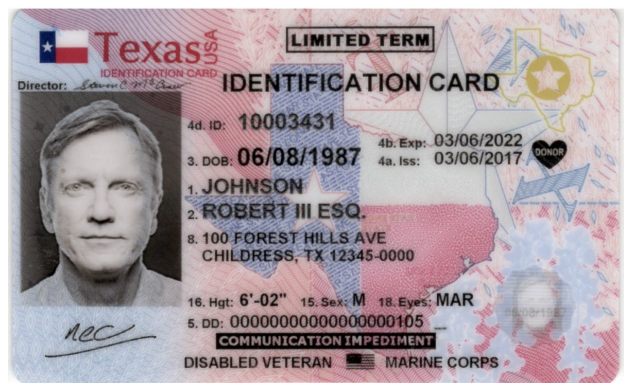 Texas USA
IDENTIFICATION CARD
LIMITED TERM
Director:
IDENTIFICATION CARD
4d. ID: 10003431
4b. Exp: 03/06/2022
3. DOB: 06/08/1987
4a. Iss: 03/06/2017
DONOR
1. JOHNSON
2. ROBERT III ESQ.
8. 100 FOREST HILLS AVE
CHILDRESS, TX 12345-0000
16. Hgt: 6'-02" 15. Sex: M 18. Eyes: MAR
06/08/1987
5. DD: 00000000000000000105
COMMUNICATION IMPEDIMENT
DISABLED VETERAN MARINE CORPS